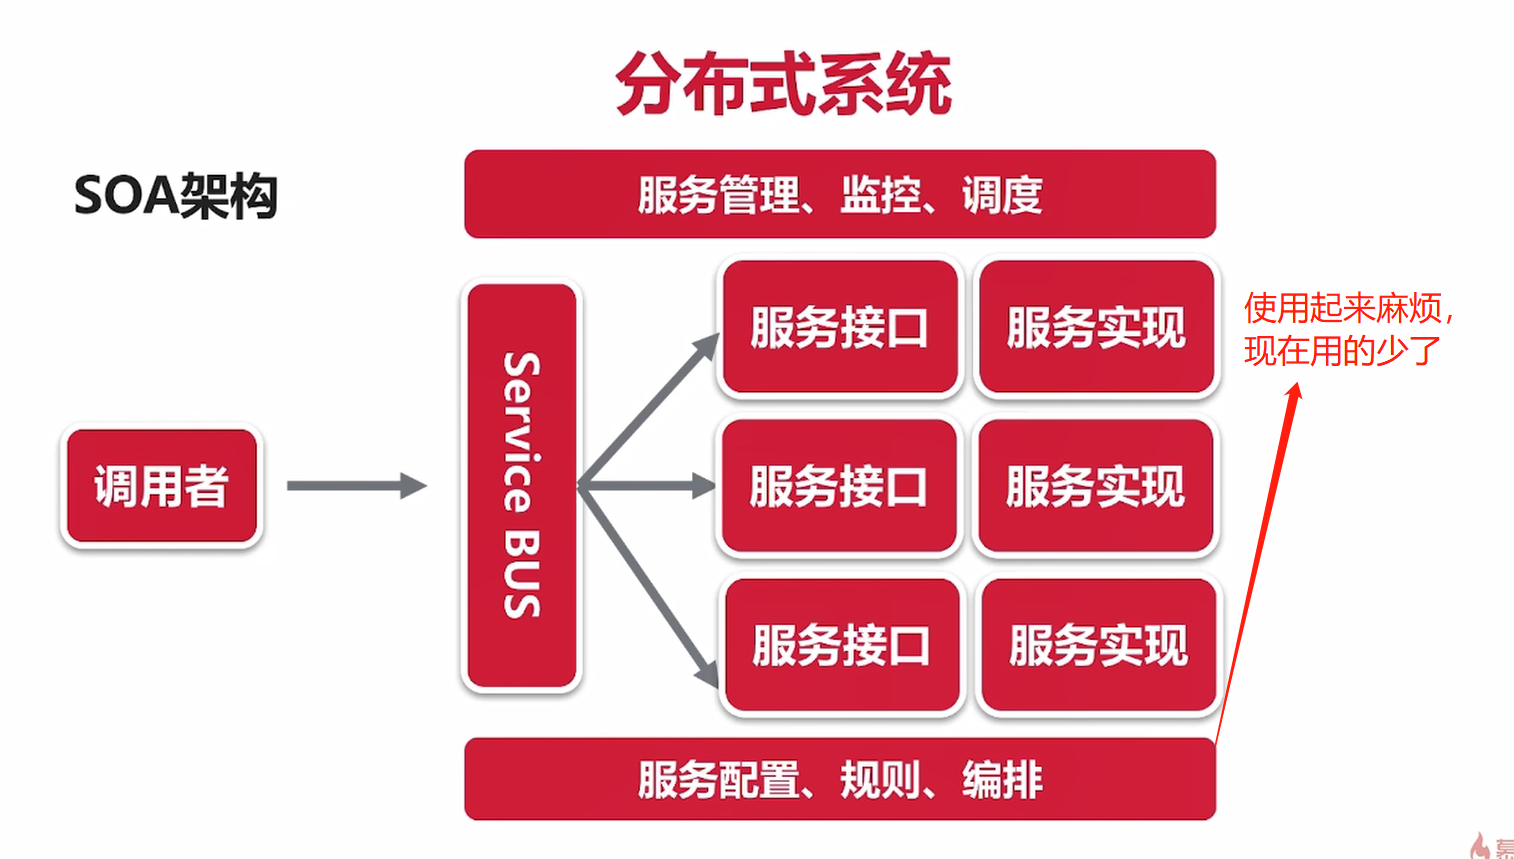 分布式系统
SOA架构
服务管理、监控、调度
调用者
Service BUS
服务接口
服务实现
服务接口
服务实现
服务接口
服务实现
使用起来麻烦，
现在用的少了
服务配置、规则、编排